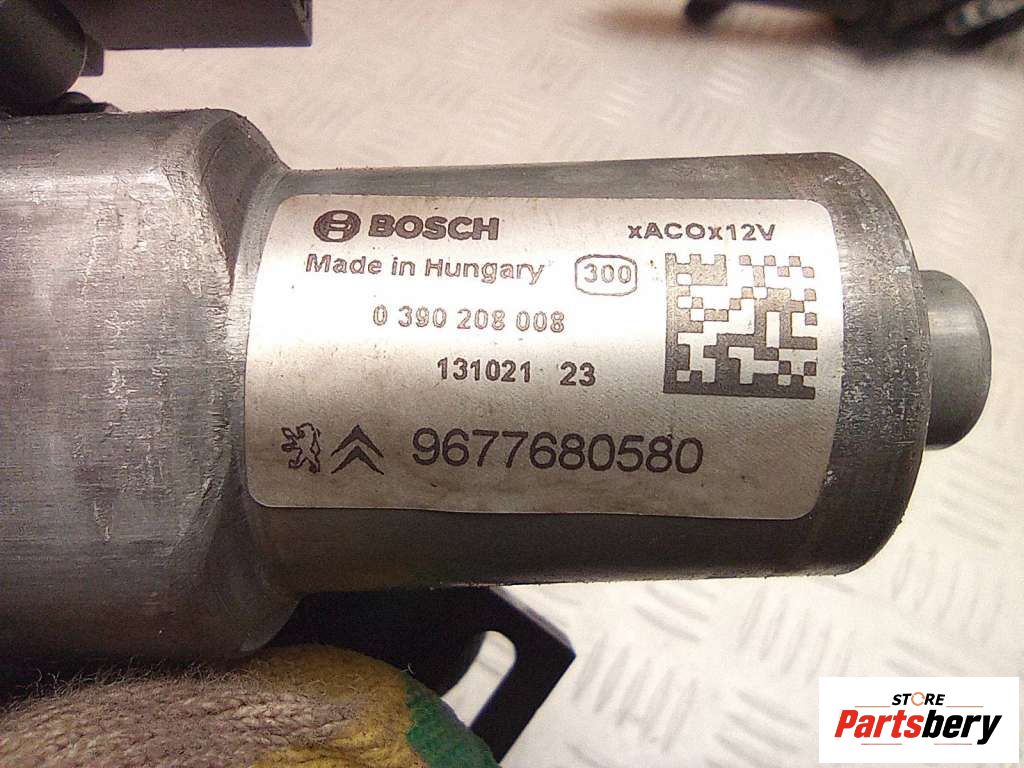 BOSCH
xACOx12V
Made in Hungary 300
0 390 208 008
131021 23
9677680580
STORE
Partsbery